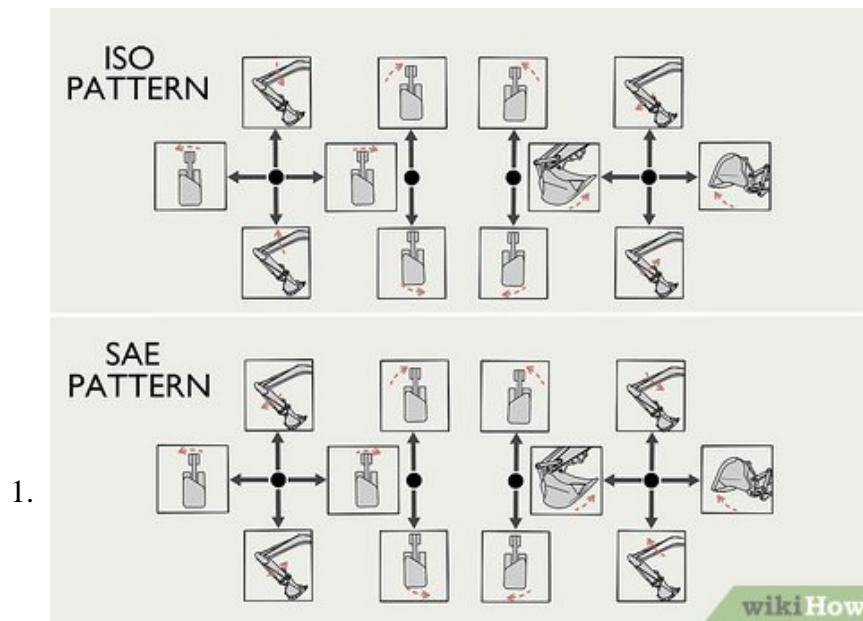 ISO
PATTERN
SAE
PATTERN
1.
wikiHow